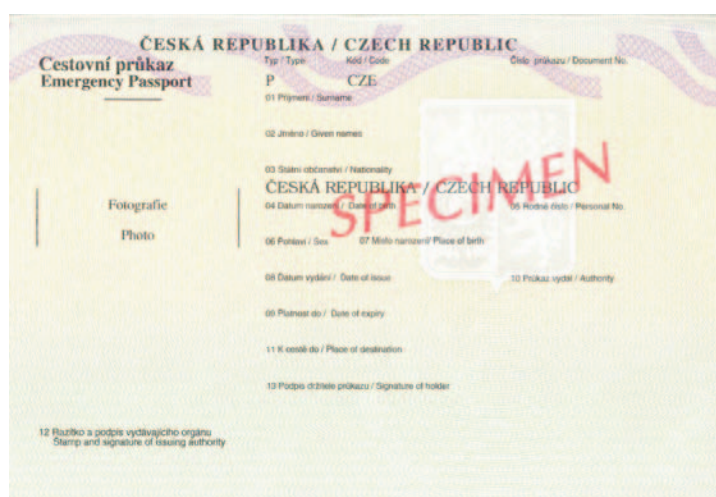 ČESKÁ REPUBLIKA / CZECH REPUBLIC
Cestovní průkaz
Emergency Passport
Typ / Type
Kód / Code
Číslo průkazu / Document No.
P
CZE
01 Příjmení / Surname
02 Jméno / Given names
03 Státní občanství / Nationality
ČESKÁ REPUBLIKA / CZECH REPUBLIC
SPECIMEN
04 Datum narození / Date of birth
05 Rodné číslo / Personal No.
Fotografie
Photo
06 Pohlaví / Sex
07 Místo narození / Place of birth
08 Datum vydání / Date of issue
10 Průkaz vydal / Authority
09 Platnost do / Date of expiry
11 K cestě do / Place of destination
13 Podpis držitele průkazu / Signature of holder
12 Razítko a podpis vydávajícího orgánu
Stamp and signature of issuing authority